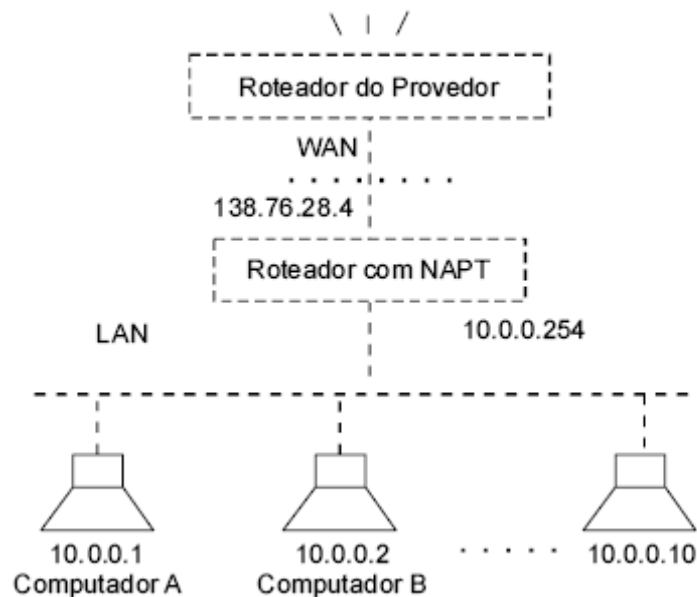 Roteador do Provedor
WAN
138.76.28.4
Roteador com NAPT
LAN
10.0.0.254
10.0.0.1
Computador A
10.0.0.2
Computador B
. . . . .
10.0.0.10